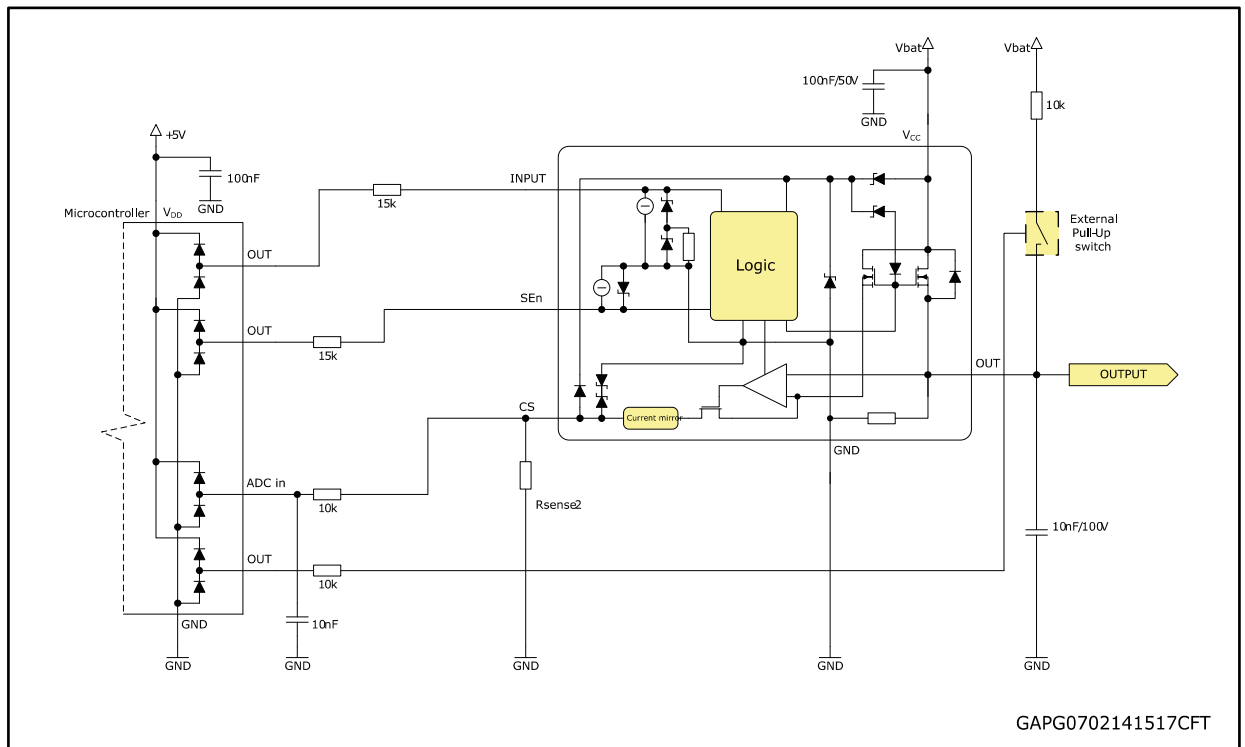 Vbat
Vbat
100nF/50V
GND
10k
+5V
VCC
100nF
GND
INPUT
15k
Microcontroller
VDD
OUT
External
Pull-Up
switch
Logic
SEn
OUT
15k
OUT
OUTPUT
CS
Current mirror
GND
ADC in
10k
Rsense2
10nF/100V
OUT
10k
GND
10nF
GND
GND
GND
GND
GND
GAPG0702141517CFT